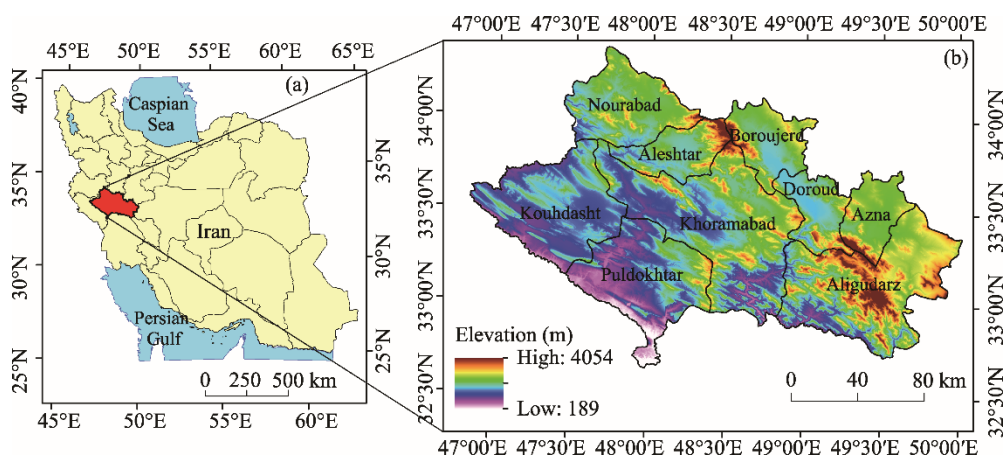 45°E 50°E 55°E 60°E 65°E
(a)
40°N
35°N
30°N
25°N
Caspian
Sea
Iran
Persian
Gulf
35°N
30°N
25°N
0 250 500 km
45°E 50°E 55°E 60°E
47°00′E 47°30′E 48°00′E 48°30′E 49°00′E 49°30′E 50°00′E
(b)
34°00′N
33°30′N
33°00′N
32°30′N
Nourabad
Boroujerd
Aleshtar
Doroud
Azna
Kouhdasht
Khoramabad
Puldokhtar
Aligudarz
34°00′N
33°30′N
33°00′N
32°30′N
Elevation (m)
High: 4054
Low: 189
0 40 80 km
47°00′E 47°30′E 48°00′E 48°30′E 49°00′E 49°30′E 50°00′E